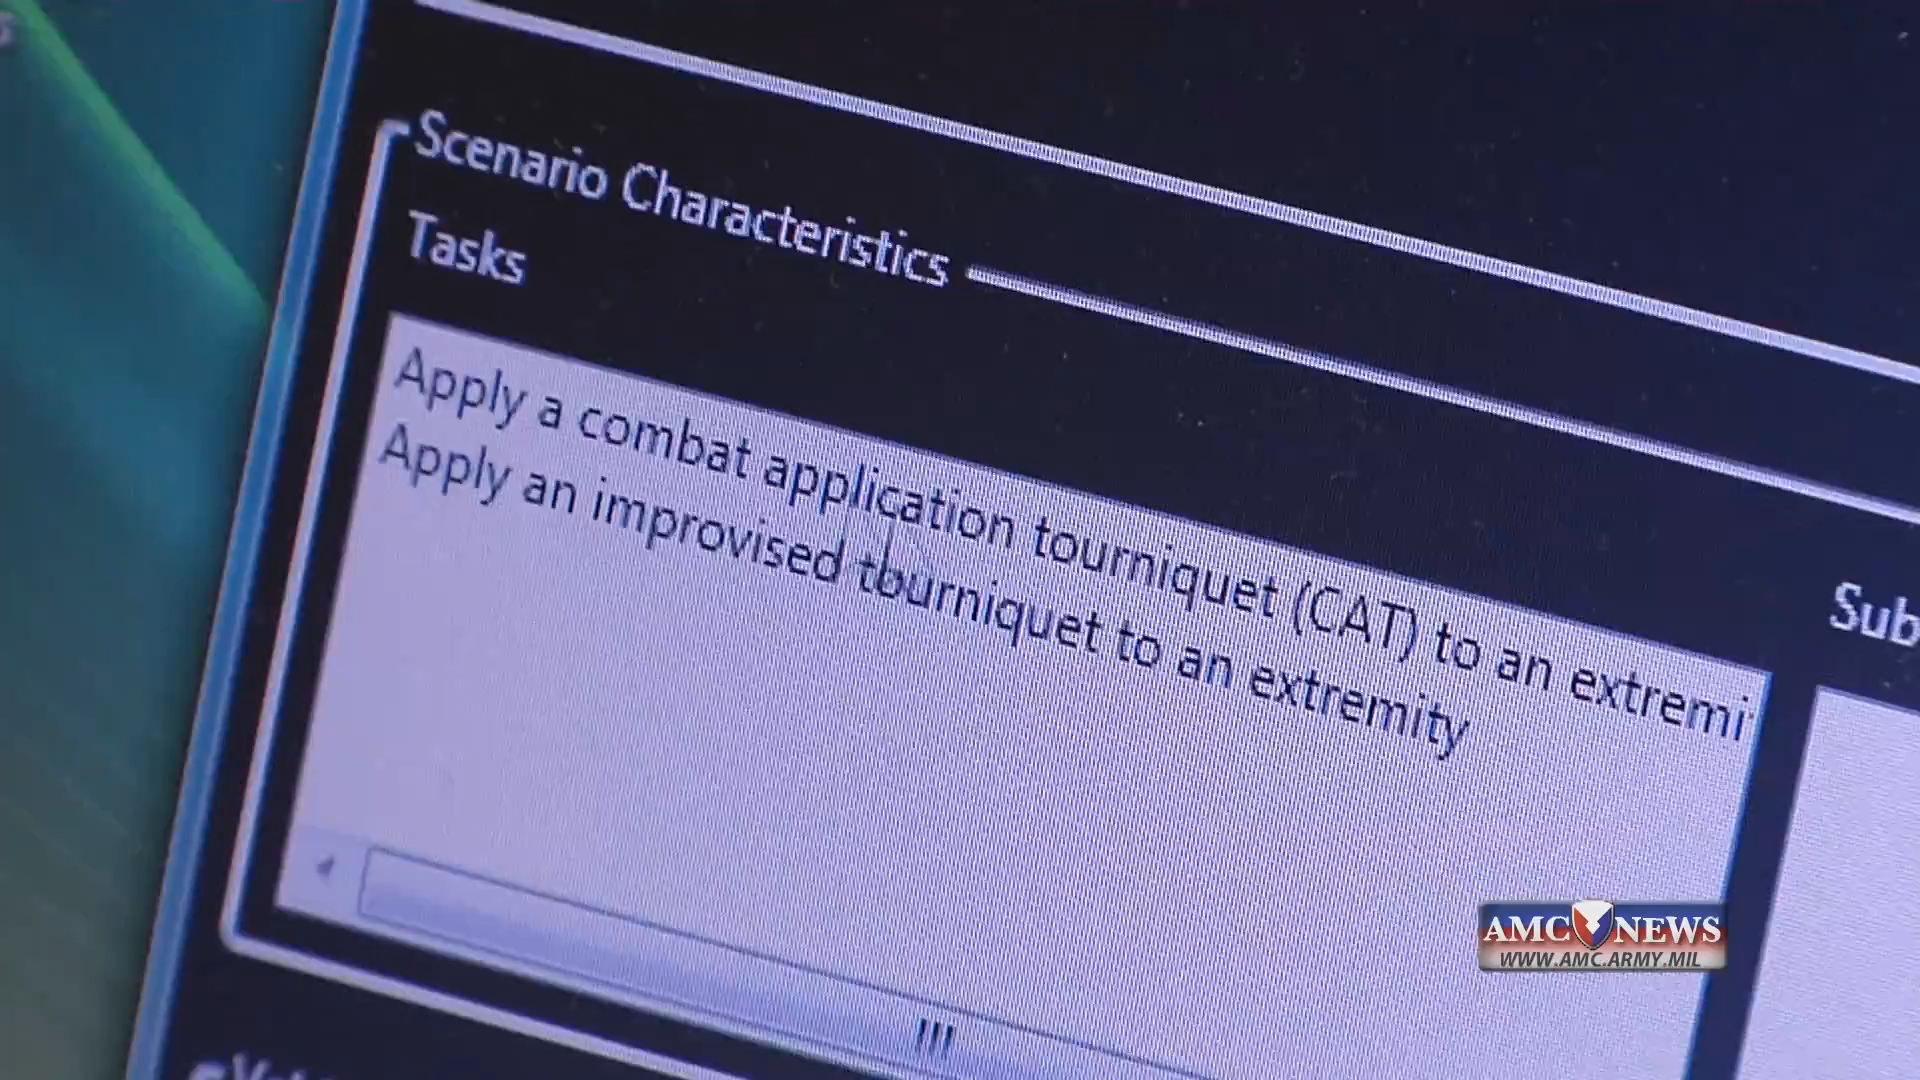 Scenario Characteristics
Tasks
Apply a combat application tourniquet (CAT) to an extremi
Apply an improvised tourniquet to an extremity
Sub
AMC NEWS
WWW.AMC.ARMY.MIL